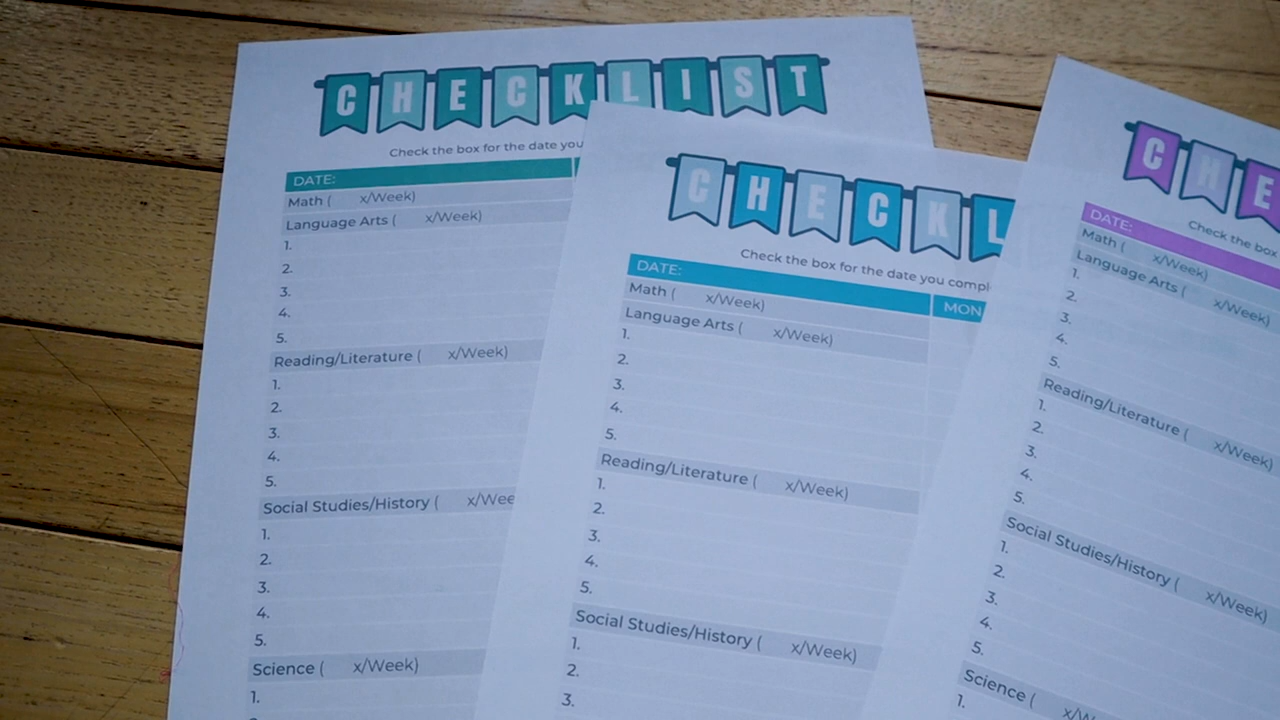 CHECKLIST
Check the box for the date you
DATE:
Math ( x/Week)
Language Arts ( x/Week)
1.
2.
3.
4.
5.
Reading/Literature ( x/Week)
1.
2.
3.
4.
5.
Social Studies/History ( x/Wee
1.
2.
3.
4.
5.
Science ( x/Week)
1.
CHECKL
Check the box for the date you compl
DATE:
MON
Math ( x/Week)
Language Arts ( x/Week)
1.
2.
3.
4.
5.
Reading/Literature ( x/Week)
1.
2.
3.
4.
5.
Social Studies/History ( x/Week)
1.
2.
3.
CHE
Check the box
DATE:
Math ( x/Week)
Language Arts ( x/Week)
1.
2.
3.
4.
5.
Reading/Literature ( x/Week)
1.
2.
3.
4.
5.
Social Studies/History ( x/Week)
1.
2.
3.
4.
5.
Science ( x/W
1.